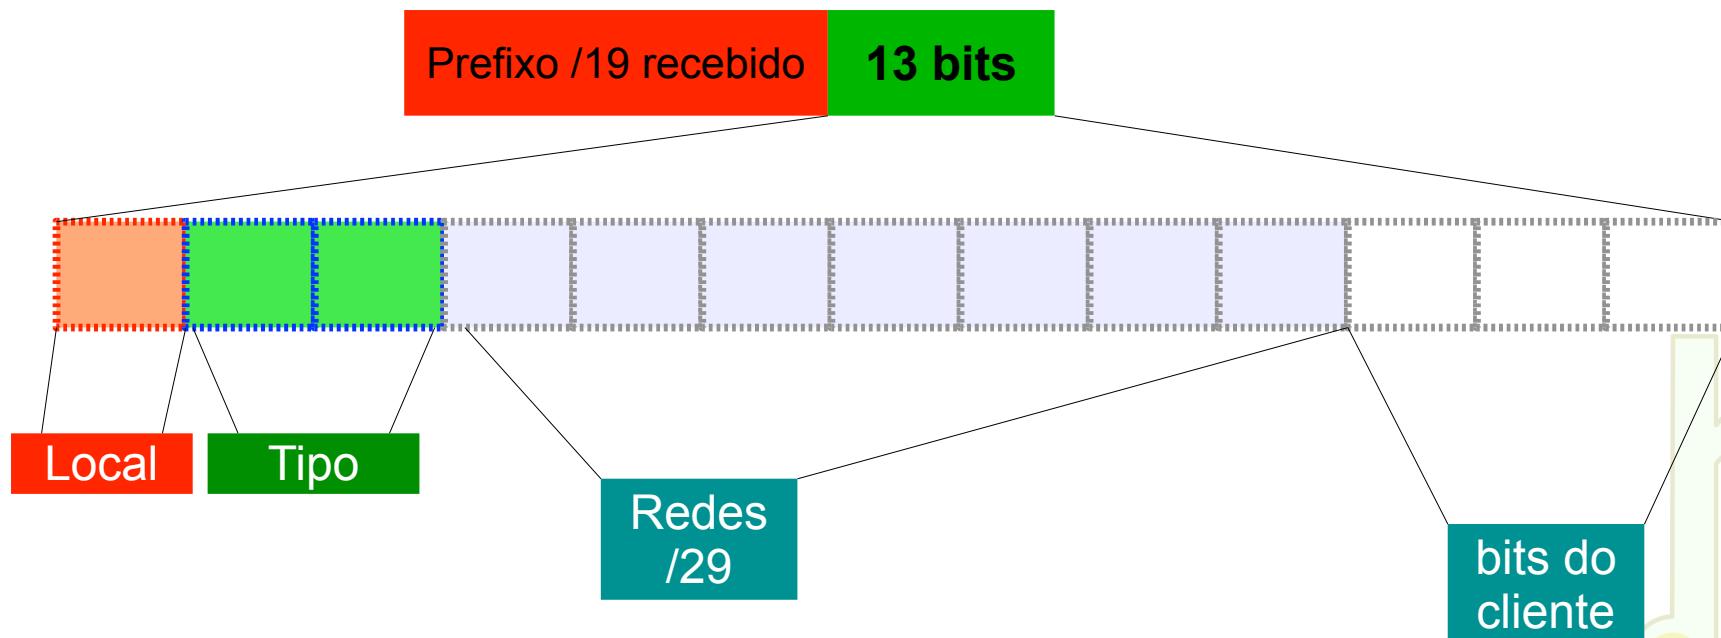 Prefixo /19 recebido
13 bits
Local
Tipo
Redes
/29
bits do
cliente